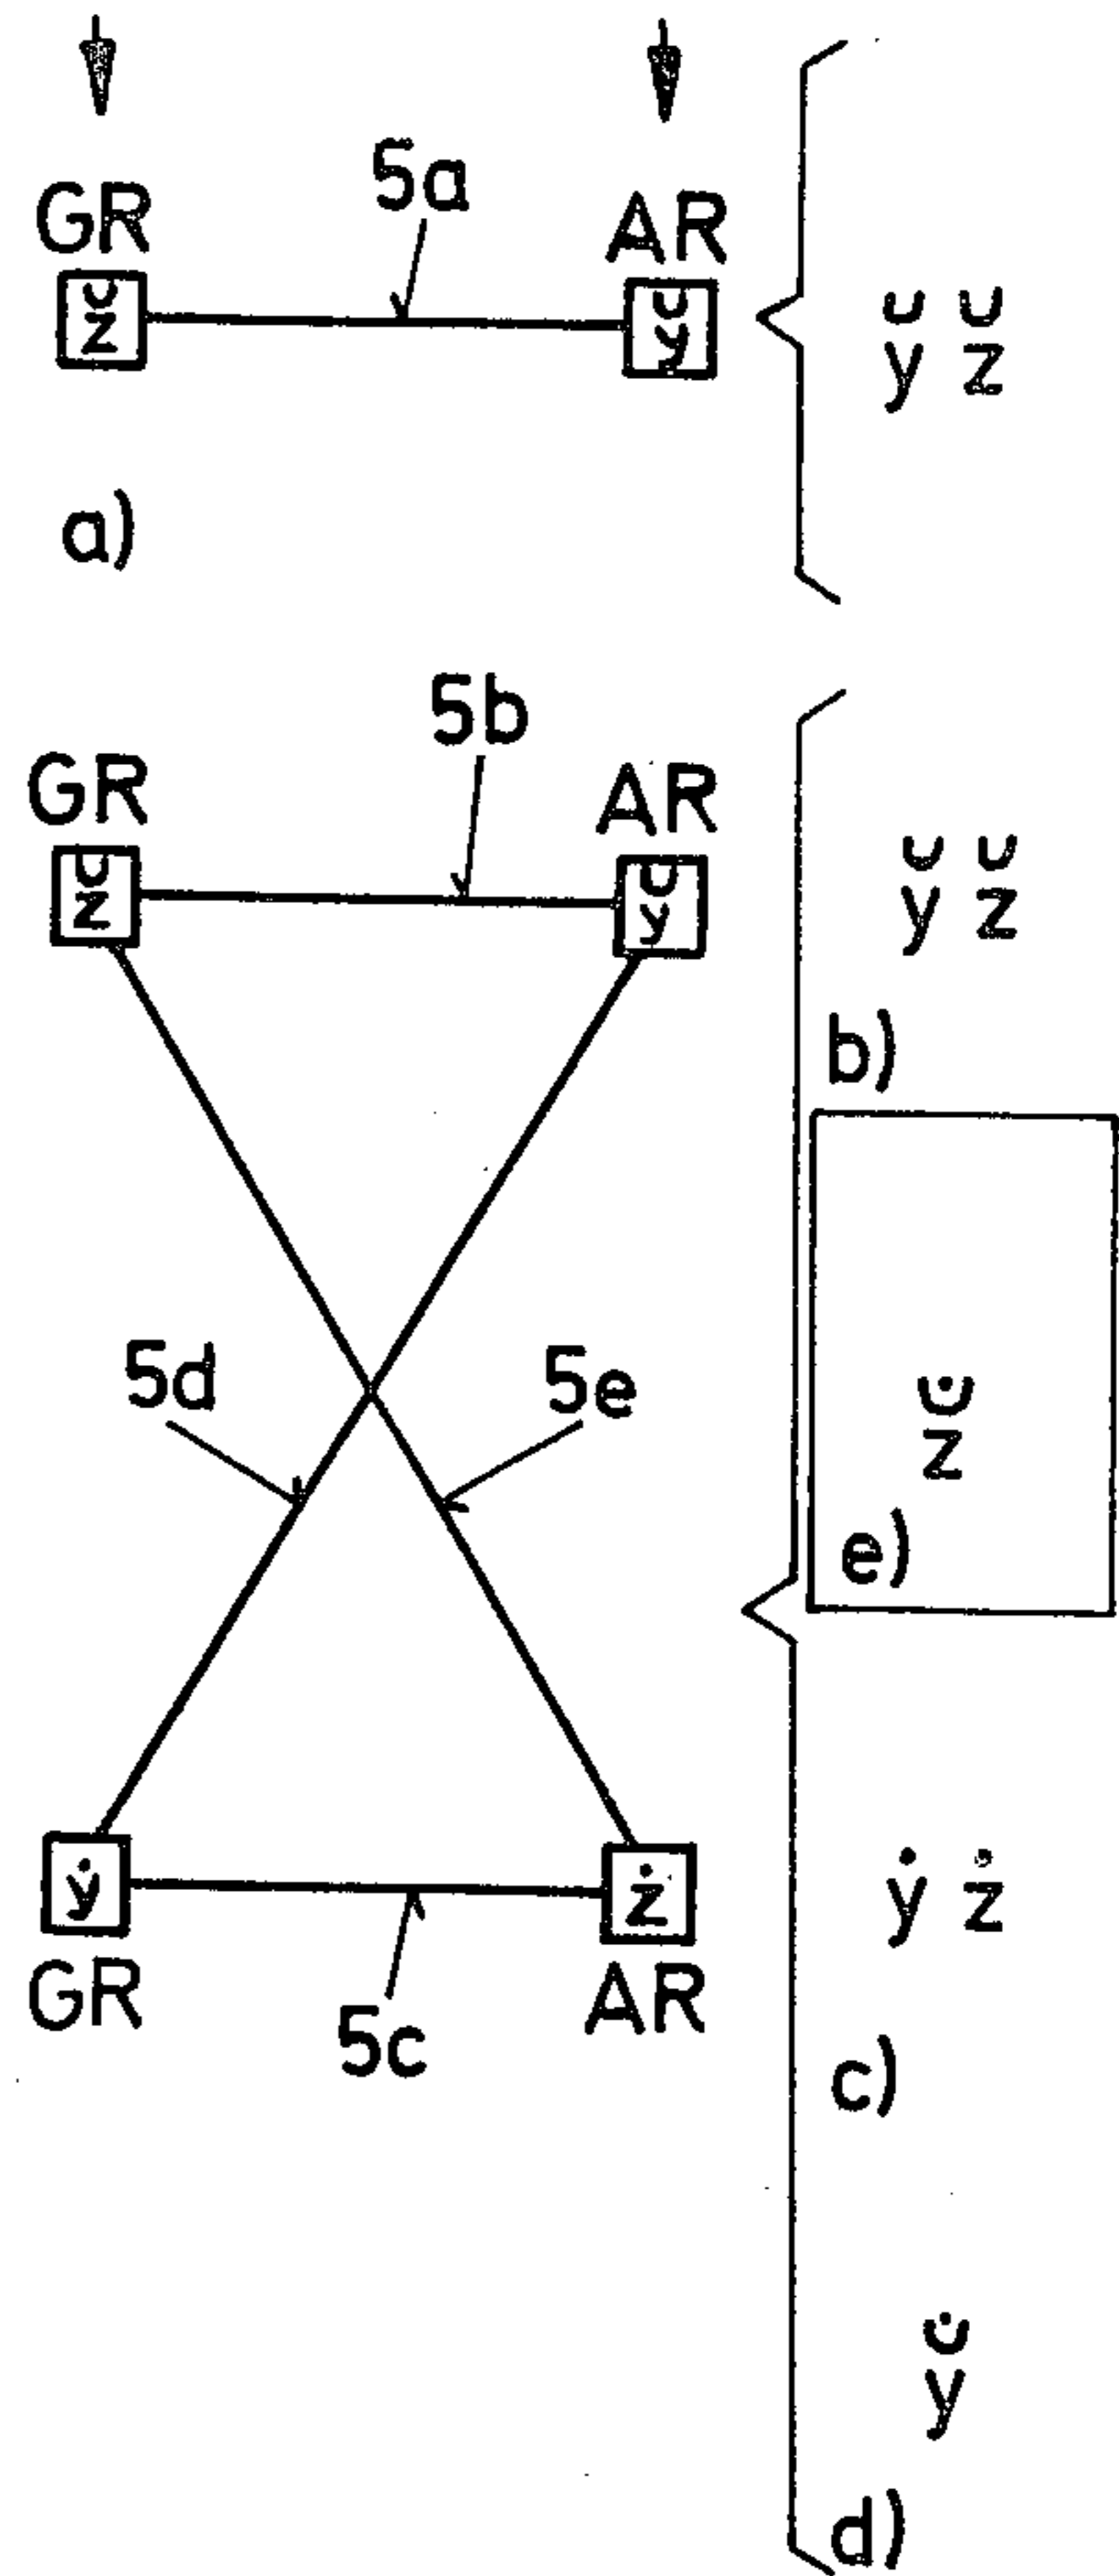 5a
GR AR
z̆ y̆
y̆ z̆
a)
5b
GR AR
z̆ y̆
y̆ z̆
b)
5d 5e
z̐
e)
ẏ ż
ẏ ż
GR AR
5c
c)
y̐
d)